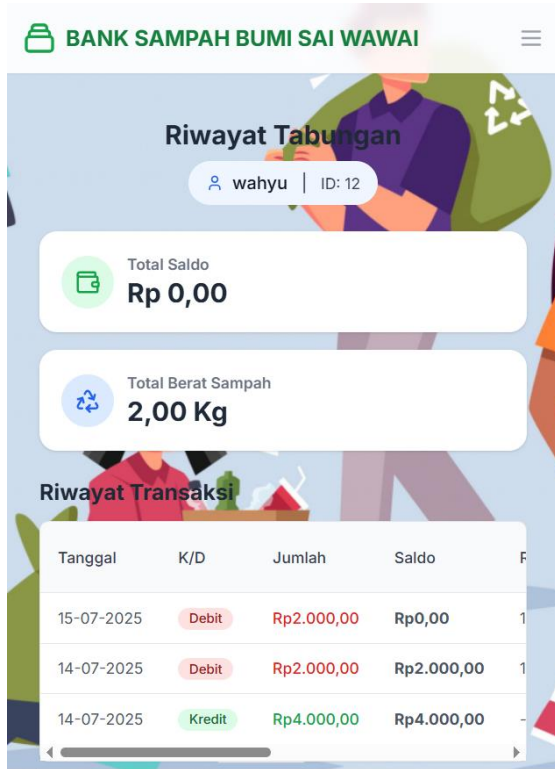 BANK SAMPAH BUMI SAI WAWAI
Riwayat Tabungan
wahyu | ID: 12
Total Saldo
Rp 0,00
Total Berat Sampah
2,00 Kg
Riwayat Transaksi
Tanggal K/D Jumlah Saldo
15-07-2025 Debit Rp2.000,00 Rp0,00 1
14-07-2025 Debit Rp2.000,00 Rp2.000,00 1
14-07-2025 Kredit Rp4.000,00 Rp4.000,00 -